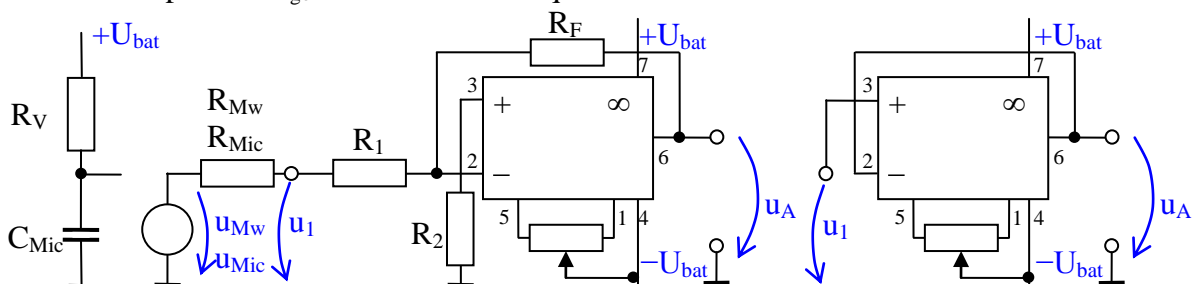 +U_bat
R_V
C_Mic
R_Mw
R_Mic
u_Mw
u_Mic
u_1
R_1
R_F
R_2
+U_bat
7
3
+
∞
2
−
6
5
1
4
−U_bat
u_A
+U_bat
7
3
+
∞
2
−
6
5
1
4
−U_bat
u_1
u_A